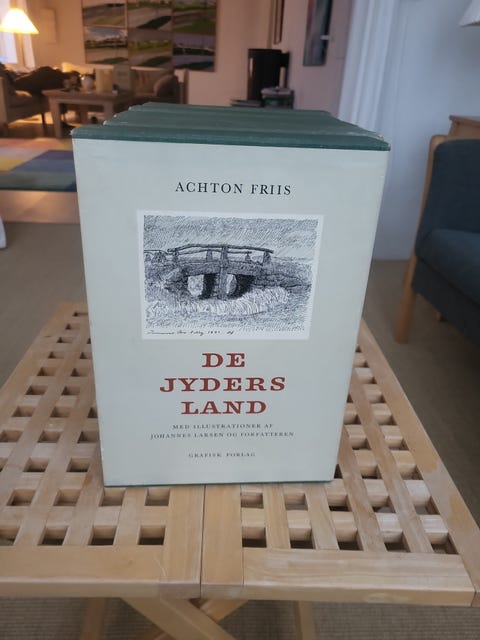 ACHTON FRIIS
DE
JYDERS
LAND
MED ILLUSTRATIONER AF
JOHANNES LARSEN OG FORFATTEREN
GRAFISK FORLAG